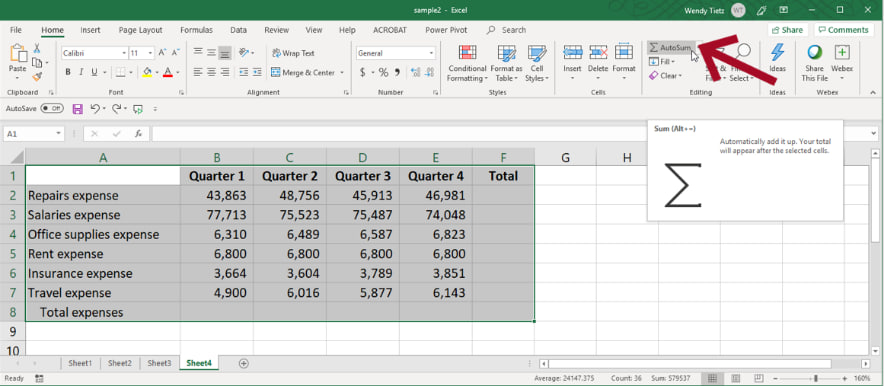 sample2 - Excel
Wendy Tietz WT
File Home Insert Formulas Data Review View Help ACROBAT Power Pivot Search Share Comments
Paste
Calibri 11 A A
B I U A
Wrap Text
Merge & Center
General
$ % 9
Conditional Formatting
Format as Table
Cell Styles
Insert Delete Format
AutoSum
Fill
Clear
Select
Ideas
Share This File
Webex
Clipboard Font Alignment Number Styles Cells Editing Ideas Webex
AutoSave Off
A1 fx
Sum (Alt+=)
Automatically add it up. Your total
will appear after the selected cells.
Σ
A B C D E F G H
1 Quarter 1 Quarter 2 Quarter 3 Quarter 4 Total
2 Repairs expense 43,863 48,756 45,913 46,981
3 Salaries expense 77,713 75,523 75,487 74,048
4 Office supplies expense 6,310 6,489 6,587 6,823
5 Rent expense 6,800 6,800 6,800 6,800
6 Insurance expense 3,664 3,604 3,789 3,851
7 Travel expense 4,900 6,016 5,877 6,143
8 Total expenses
9
10
Sheet1 Sheet2 Sheet3 Sheet4
Ready Average: 24147.375 Count: 36 Sum: 579537 160%